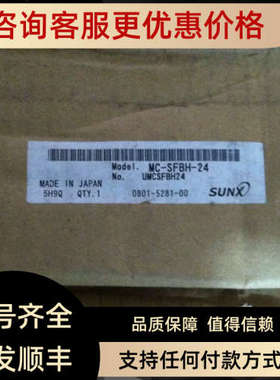 咨询客服更优惠价格
Model. MC-SFBH-24
No. UMCSFBH24
MADE IN JAPAN
5H9Q QTY.1 0801-5281-00 SUNX
号齐全 品质保障 值得信赖
发顺丰 支持任何付款方式